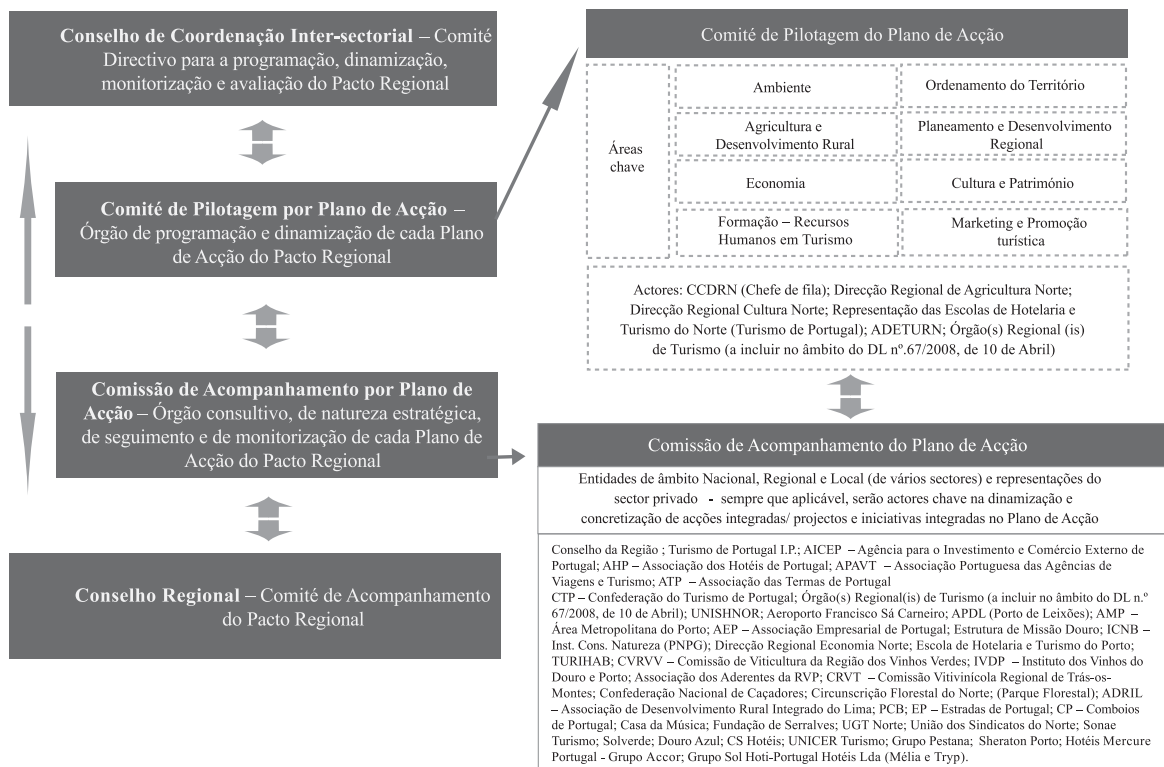 Conselho de Coordenação Inter-sectorial – Comité
Directivo para a programação, dinamização,
monitorização e avaliação do Pacto Regional
Comité de Pilotagem por Plano de Acção –
Órgão de programação e dinamização de cada Plano
de Acção do Pacto Regional
Comissão de Acompanhamento por Plano de
Acção – Órgão consultivo, de natureza estratégica,
de seguimento e de monitorização de cada Plano de
Acção do Pacto Regional
Conselho Regional – Comité de Acompanhamento
do Pacto Regional
Comité de Pilotagem do Plano de Acção
Áreas
chave
Ambiente
Ordenamento do Território
Agricultura e
Desenvolvimento Rural
Planeamento e Desenvolvimento
Regional
Economia
Cultura e Património
Formação – Recursos
Humanos em Turismo
Marketing e Promoção
turística
Actores: CCDRN (Chefe de fila); Direcção Regional de Agricultura Norte;
Direcção Regional Cultura Norte; Representação das Escolas de Hotelaria e
Turismo do Norte (Turismo de Portugal); ADETURN; Órgão(s) Regional (is)
de Turismo (a incluir no âmbito do DL nº.67/2008, de 10 de Abril)
Comissão de Acompanhamento do Plano de Acção
Entidades de âmbito Nacional, Regional e Local (de vários sectores) e representações do
sector privado - sempre que aplicável, serão actores chave na dinamização e
concretização de acções integradas/ projectos e iniciativas integradas no Plano de Acção
Conselho da Região ; Turismo de Portugal I.P.; AICEP – Agência para o Investimento e Comércio Externo de
Portugal; AHP – Associação dos Hotéis de Portugal; APAVT – Associação Portuguesa das Agências de
Viagens e Turismo; ATP – Associação das Termas de Portugal
CTP – Confederação do Turismo de Portugal; Órgão(s) Regional(is) de Turismo (a incluir no âmbito do DL n.º
67/2008, de 10 de Abril); UNISHNOR; Aeroporto Francisco Sá Carneiro; APDL (Porto de Leixões); AMP –
Área Metropolitana do Porto; AEP – Associação Empresarial de Portugal; Estrutura de Missão Douro; ICNB –
Inst. Cons. Natureza (PNPG); Direcção Regional Economia Norte; Escola de Hotelaria e Turismo do Porto;
TURIHAB; CVRVV – Comissão de Viticultura da Região dos Vinhos Verdes; IVDP – Instituto dos Vinhos do
Douro e Porto; Associação dos Aderentes da RVP; CRVT – Comissão Vitivinícola Regional de Trás-os-
Montes; Confederação Nacional de Caçadores; Circunscrição Florestal do Norte; (Parque Florestal); ADRIL
– Associação de Desenvolvimento Rural Integrado do Lima; PCB; EP – Estradas de Portugal; CP – Comboios
de Portugal; Casa da Música; Fundação de Serralves; UGT Norte; União dos Sindicatos do Norte; Sonae
Turismo; Solverde; Douro Azul; CS Hotéis; UNICER Turismo; Grupo Pestana; Sheraton Porto; Hotéis Mercure
Portugal - Grupo Accor; Grupo Sol Hoti-Portugal Hotéis Lda (Mélia e Tryp).